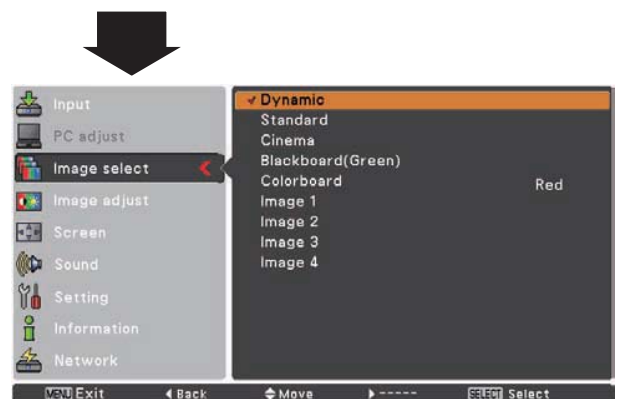 Input
PC adjust
Image select
Image adjust
Screen
Sound
Setting
Information
Network
Dynamic
Standard
Cinema
Blackboard(Green)
Colorboard Red
Image 1
Image 2
Image 3
Image 4
MENU Exit Back Move ----- SELECT Select